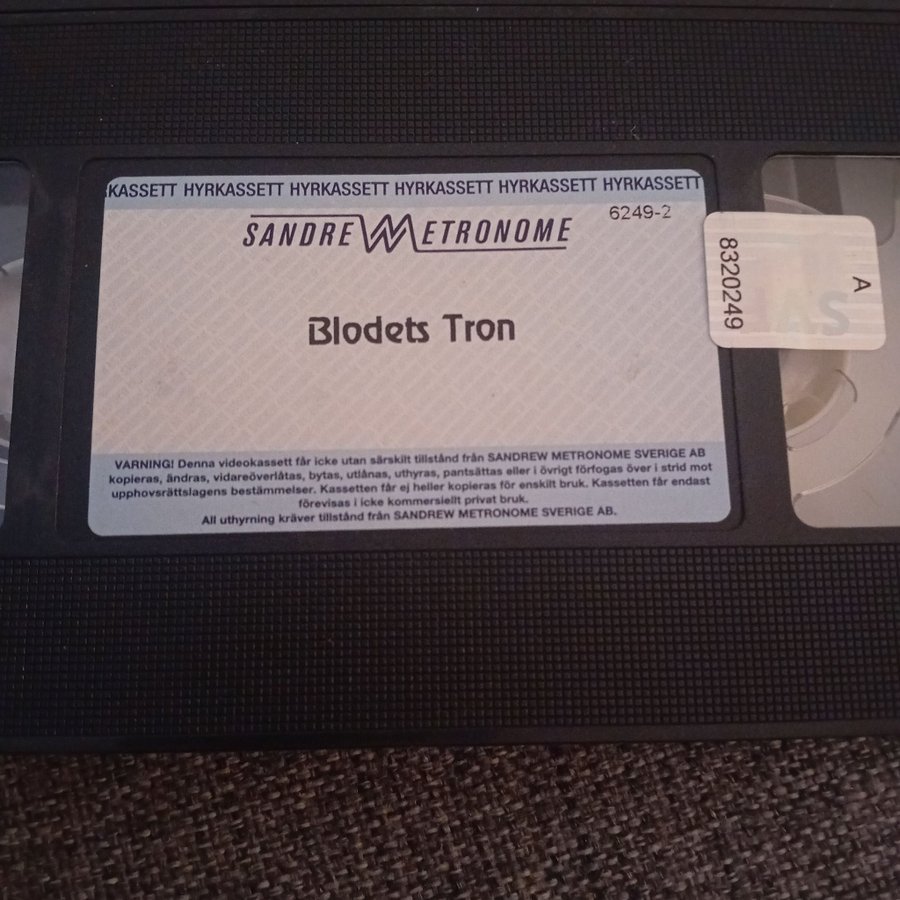 KASSETT HYRKASSETT HYRKASSETT HYRKASSETT HYRKASSETT HYRKASSETT
SANDREW METRONOME
6249-2
Blodets Tron
VARNING! Denna videokassett får icke utan särskilt tillstånd från SANDREW METRONOME SVERIGE AB
kopieras, ändras, vidareöverlåtas, bytas, utlånas, uthyras, pantsättas eller i övrigt förfogas över i strid mot
upphovsrättslagens bestämmelser. Kassetten får ej heller kopieras för enskilt bruk. Kassetten får endast
förevisas i icke kommersiellt privat bruk.
All uthyrning kräver tillstånd från SANDREW METRONOME SVERIGE AB.
8320249
A